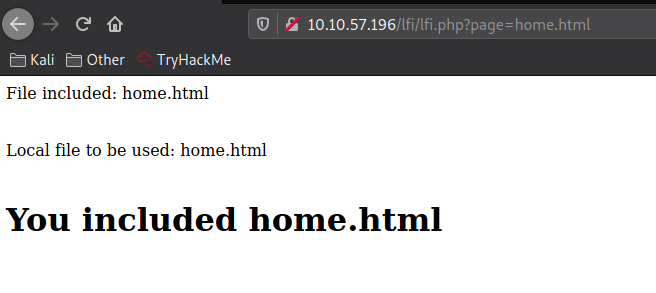 10.10.57.196/lfi/lfi.php?page=home.html
Kali Other TryHackMe
File included: home.html
Local file to be used: home.html
You included home.html